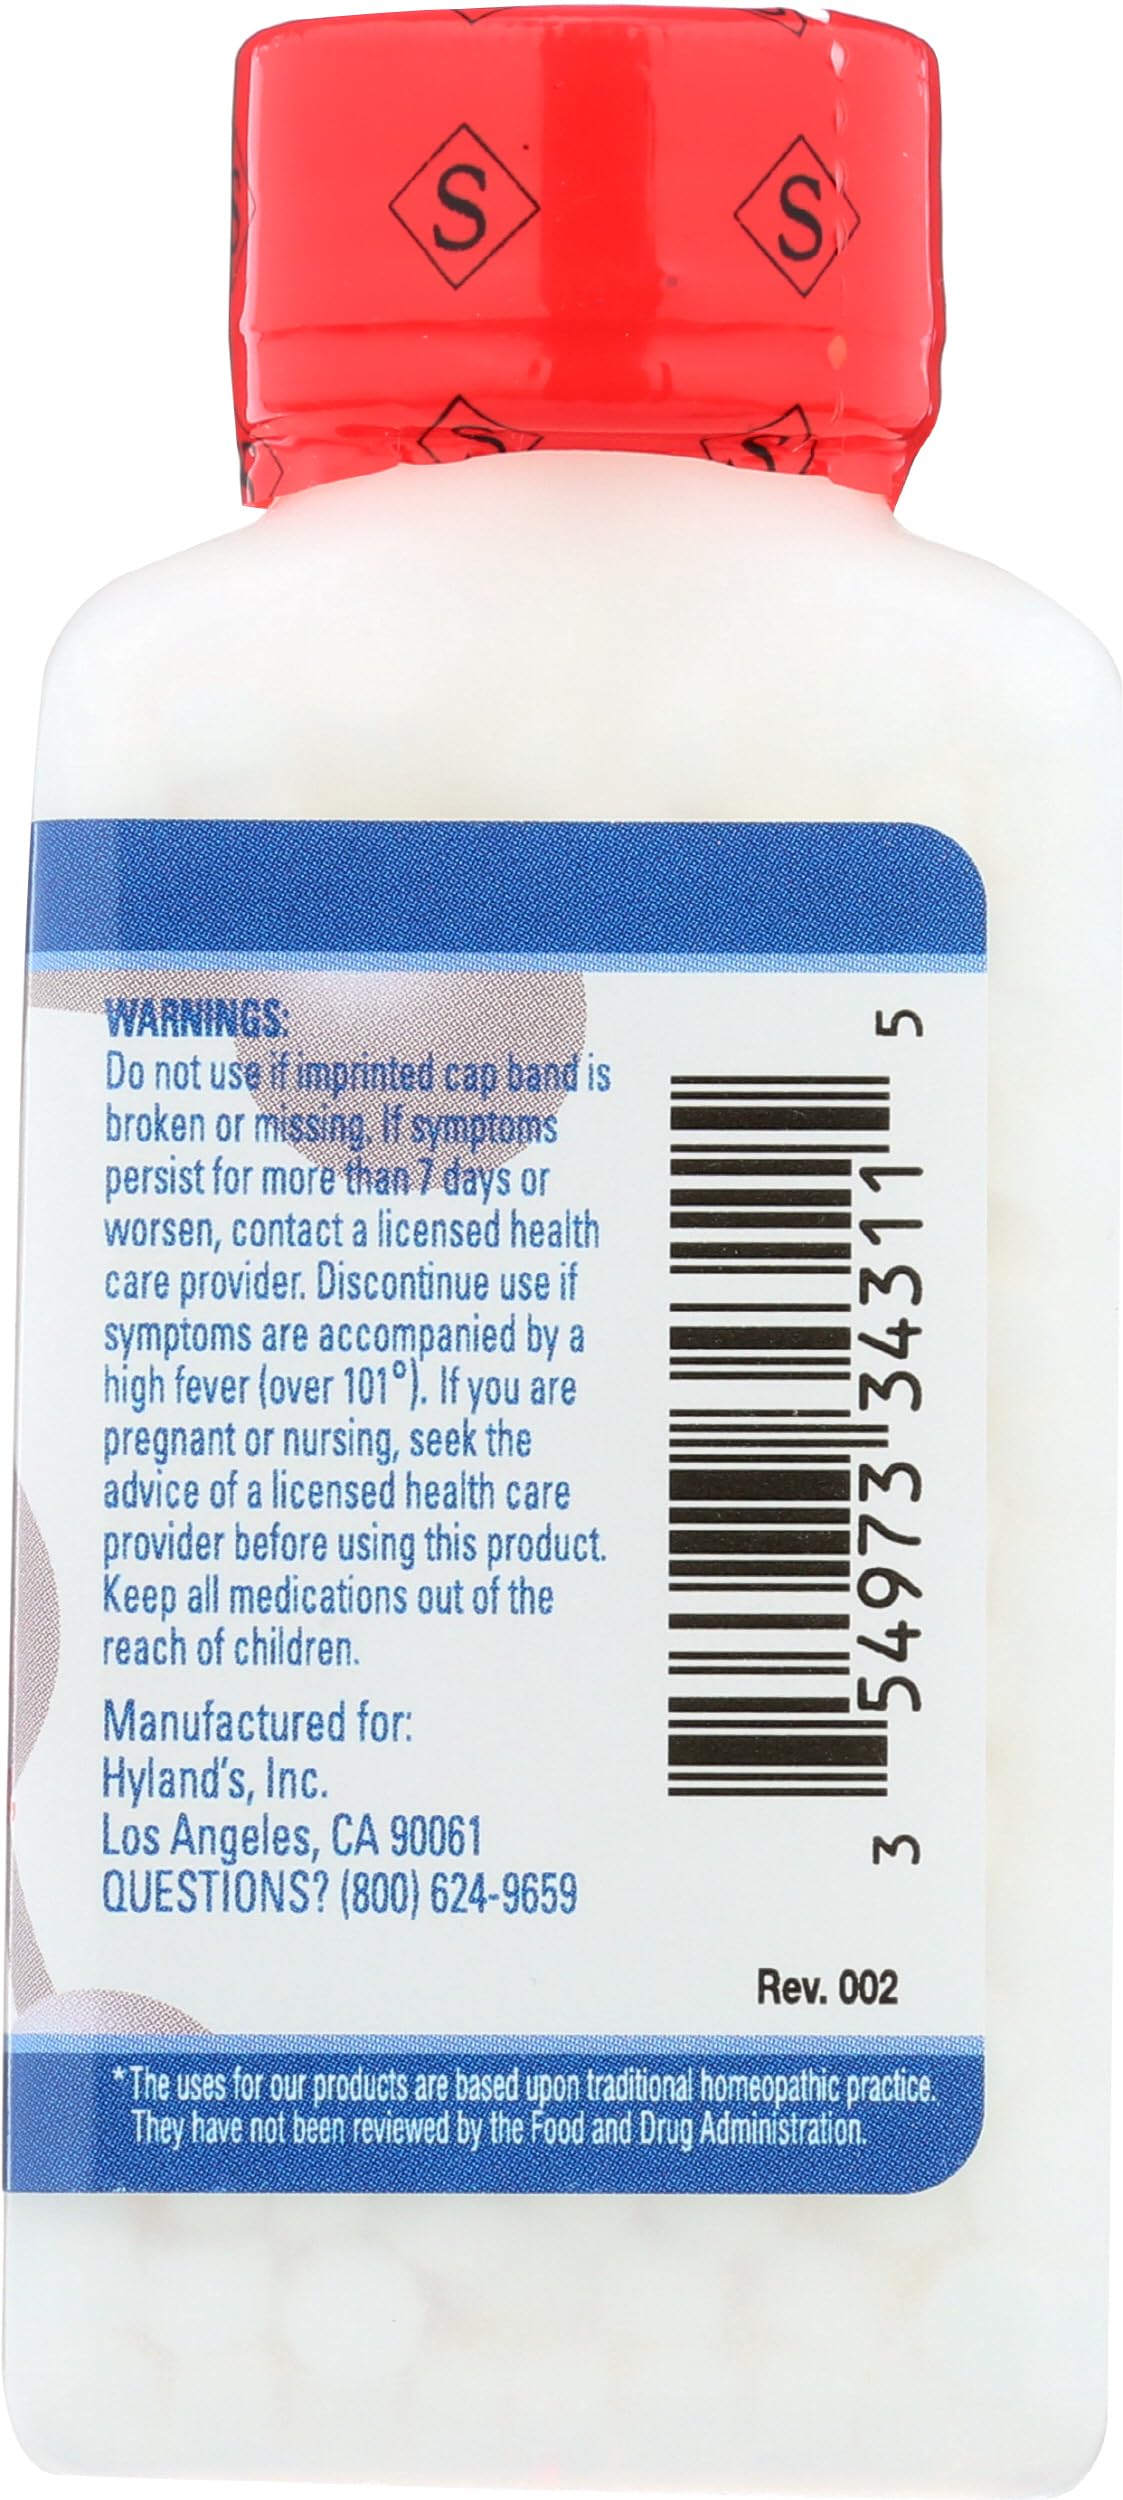 S S
S S
WARNINGS:
Do not use if imprinted cap band is
broken or missing. If symptoms
persist for more than 7 days or
worsen, contact a licensed health
care provider. Discontinue use if
symptoms are accompanied by a
high fever (over 101°). If you are
pregnant or nursing, seek the
advice of a licensed health care
provider before using this product.
Keep all medications out of the
reach of children.
Manufactured for:
Hyland's, Inc.
Los Angeles, CA 90061
QUESTIONS? (800) 624-9659
3 54973 34311 5
Rev. 002
*The uses for our products are based upon traditional homeopathic practice.
They have not been reviewed by the Food and Drug Administration.